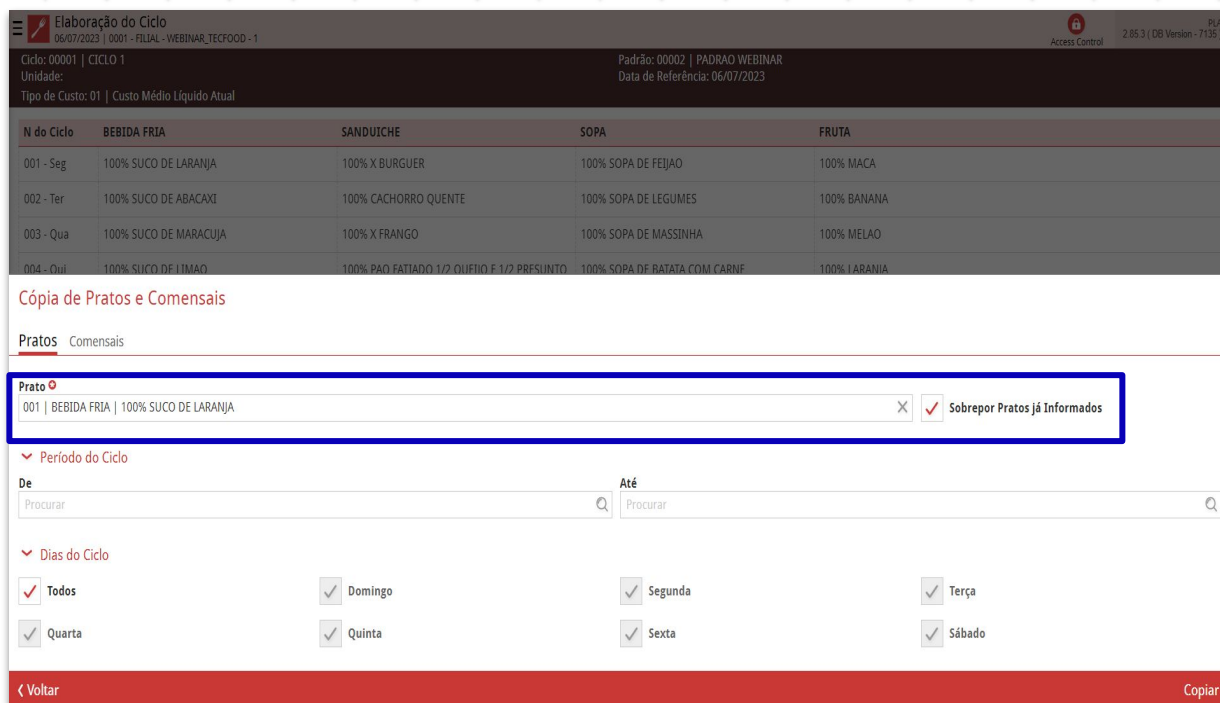 Elaboração do Ciclo
06/07/2023 | 0001 - FILIAL - WEBINAR_TECFOOD - 1
Access Control
2.85.3 ( DB Version - 7135
Ciclo: 00001 | CICLO 1
Padrão: 00002 | PADRAO WEBINAR
Unidade:
Data de Referência: 06/07/2023
Tipo de Custo: 01 | Custo Médio Líquido Atual
N do Ciclo BEBIDA FRIA SANDUICHE SOPA FRUTA
001 - Seg 100% SUCO DE LARANJA 100% X BURGUER 100% SOPA DE FEIJAO 100% MACA
002 - Ter 100% SUCO DE ABACAXI 100% CACHORRO QUENTE 100% SOPA DE LEGUMES 100% BANANA
003 - Qua 100% SUCO DE MARACUJA 100% X FRANGO 100% SOPA DE MASSINHA 100% MELAO
004 - Qui 100% SUCO DE LIMAO 100% PAO FATIADO 1/2 QUEIJO E 1/2 PRESUNTO 100% SOPA DE BATATA COM CARNE 100% LARANJA
Cópia de Pratos e Comensais
Pratos Comensais
Prato
001 | BEBIDA FRIA | 100% SUCO DE LARANJA
Sobrepor Pratos já Informados
Período do Ciclo
De Até
Procurar Procurar
Dias do Ciclo
Todos Domingo Segunda Terça
Quarta Quinta Sexta Sábado
Voltar Copiar